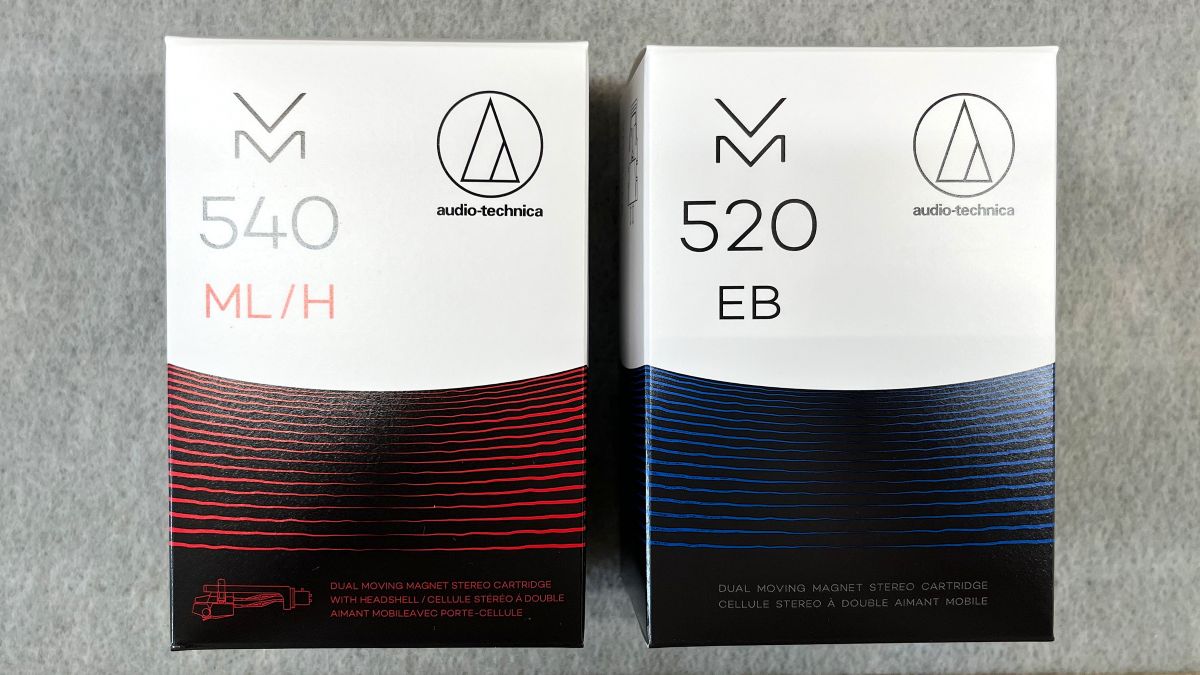 VM
540
ML/H
audio-technica
DUAL MOVING MAGNET STEREO CARTRIDGE
WITH HEADSHELL / CELLULE STÉRÉO À DOUBLE
AIMANT MOBILEAVEC PORTE-CELLULE
VM
520
EB
audio-technica
DUAL MOVING MAGNET STEREO CARTRIDGE
CELLULE STEREO À DOUBLE AIMANT MOBILE